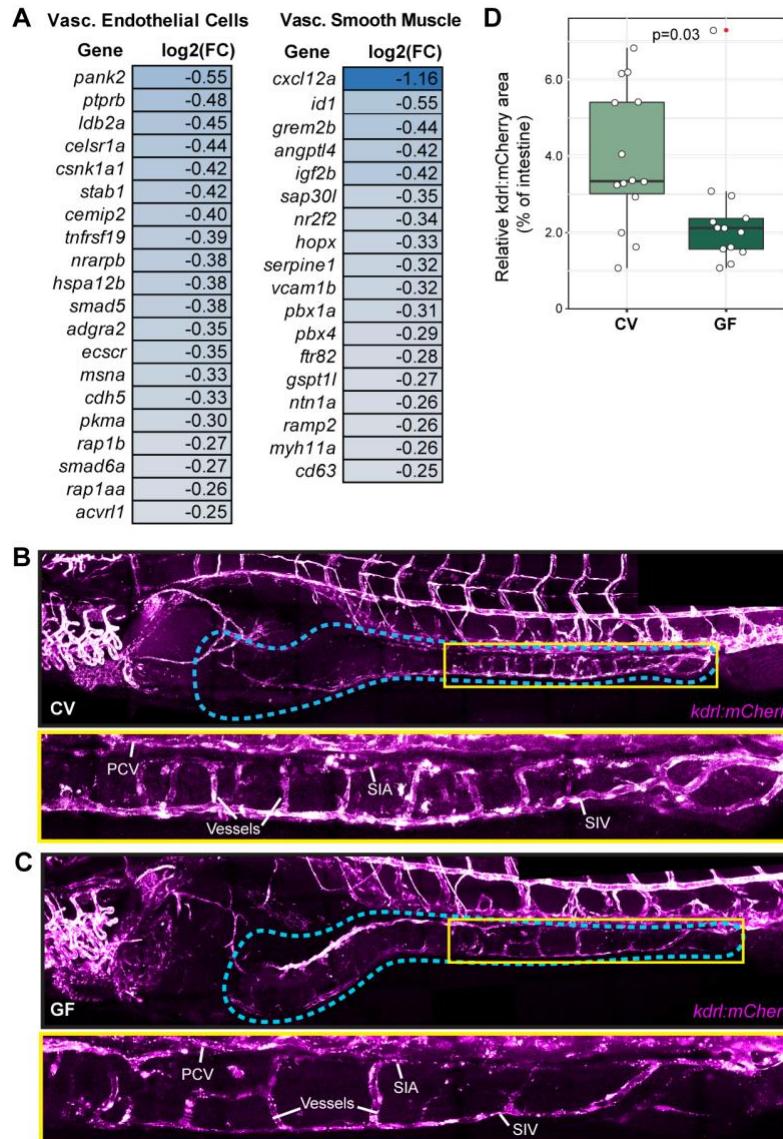 A
Vasc. Endothelial Cells
Gene log2(FC)
pank2 -0.55
ptprb -0.48
ldb2a -0.45
celsr1a -0.44
csnk1a1 -0.42
stab1 -0.42
cemip2 -0.40
tnfrsf19 -0.39
nrarpb -0.38
hspa12b -0.38
smad5 -0.38
adgra2 -0.35
ecscr -0.35
msna -0.33
cdh5 -0.33
pkma -0.30
rap1b -0.27
smad6a -0.27
rap1aa -0.26
acvrl1 -0.25
Vasc. Smooth Muscle
Gene log2(FC)
cxcl12a -1.16
id1 -0.55
grem2b -0.44
angptl4 -0.42
igf2b -0.42
sap30l -0.35
nr2f2 -0.34
hopx -0.33
serpine1 -0.32
vcam1b -0.32
pbx1a -0.31
pbx4 -0.29
ftr82 -0.28
gspt1l -0.27
ntn1a -0.26
ramp2 -0.26
myh11a -0.26
cd63 -0.25
D
p=0.03
Relative kdrl:mCherry area
(% of intestine)
6.0
4.0
2.0
0
CV GF
B
CV
kdrl:mCher
PCV
SIA
Vessels
SIV
C
GF
kdrl:mCher
PCV
SIA
Vessels
SIV